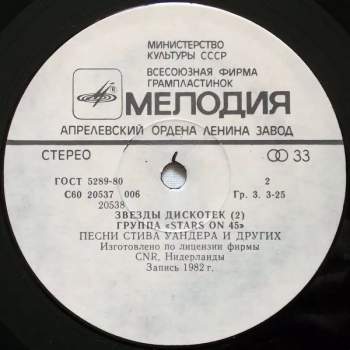 МИНИСТЕРСТВО
КУЛЬТУРЫ СССР
ВСЕСОЮЗНАЯ ФИРМА
ГРАМПЛАСТИНОК
МЕЛОДИЯ
АПРЕЛЕВСКИЙ ОРДЕНА ЛЕНИНА ЗАВОД
СТЕРЕО 33
ГОСТ 5289-80 2
С60 20537 006 Гр. 3. 3-25
20538
ЗВЕЗДЫ ДИСКОТЕК (2)
ГРУППА «STARS ON 45»
ПЕСНИ СТИВА УАНДЕРА И ДРУГИХ
Изготовлено по лицензии фирмы
CNR, Нидерланды
Запись 1982 г.